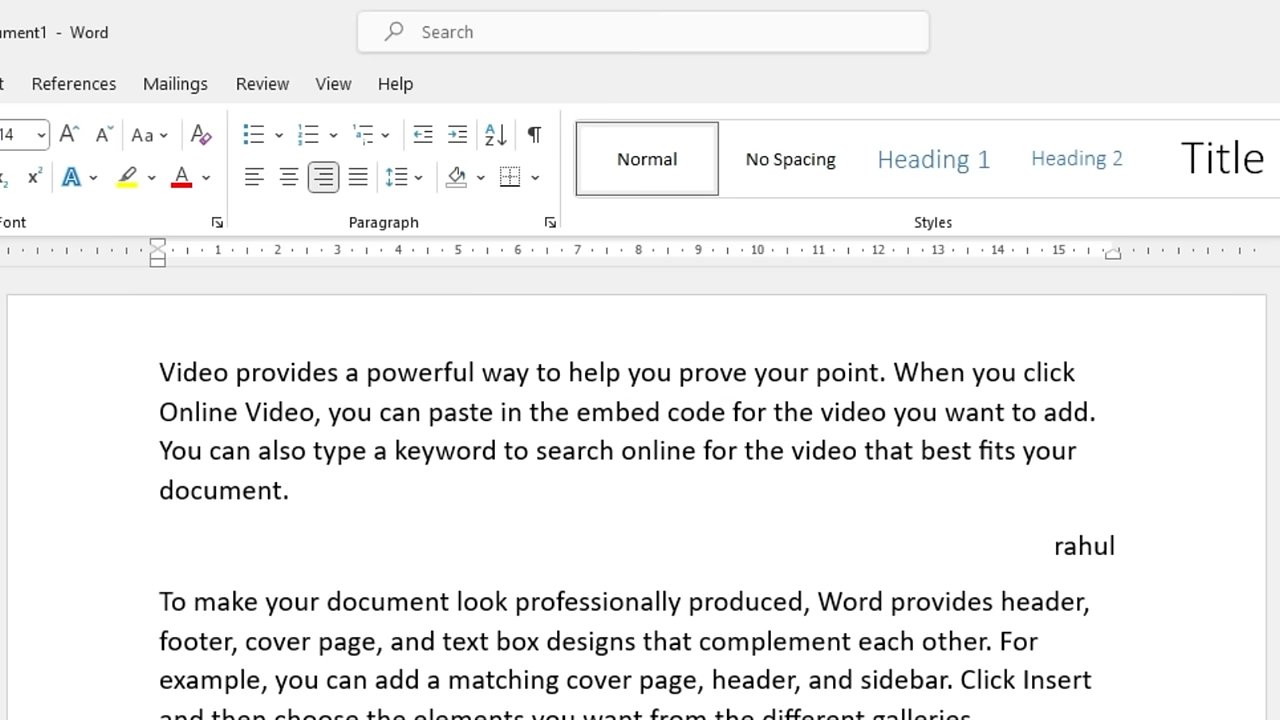 ument1 - Word
Search
t References Mailings Review View Help
14 Aa
x² A A
Font Paragraph Styles
Normal No Spacing Heading 1 Heading 2 Title
1 2 3 4 5 6 7 8 9 10 11 12 13 14 15
Video provides a powerful way to help you prove your point. When you click
Online Video, you can paste in the embed code for the video you want to add.
You can also type a keyword to search online for the video that best fits your
document.
rahul
To make your document look professionally produced, Word provides header,
footer, cover page, and text box designs that complement each other. For
example, you can add a matching cover page, header, and sidebar. Click Insert
and then choose the elements you want from the different galleries.